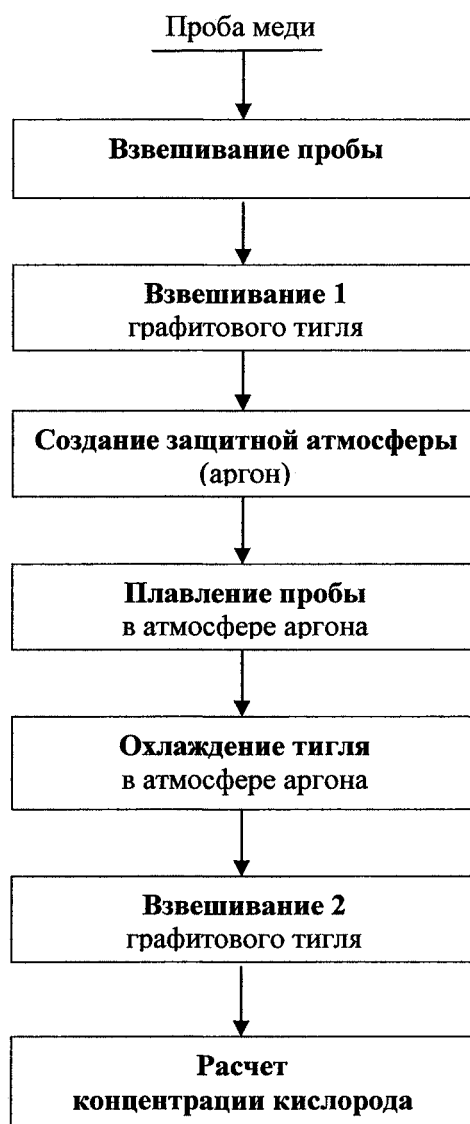 Проба меди
Взвешивание пробы
Взвешивание 1
графитового тигля
Создание защитной атмосферы
(аргон)
Плавление пробы
в атмосфере аргона
Охлаждение тигля
в атмосфере аргона
Взвешивание 2
графитового тигля
Расчет
концентрации кислорода